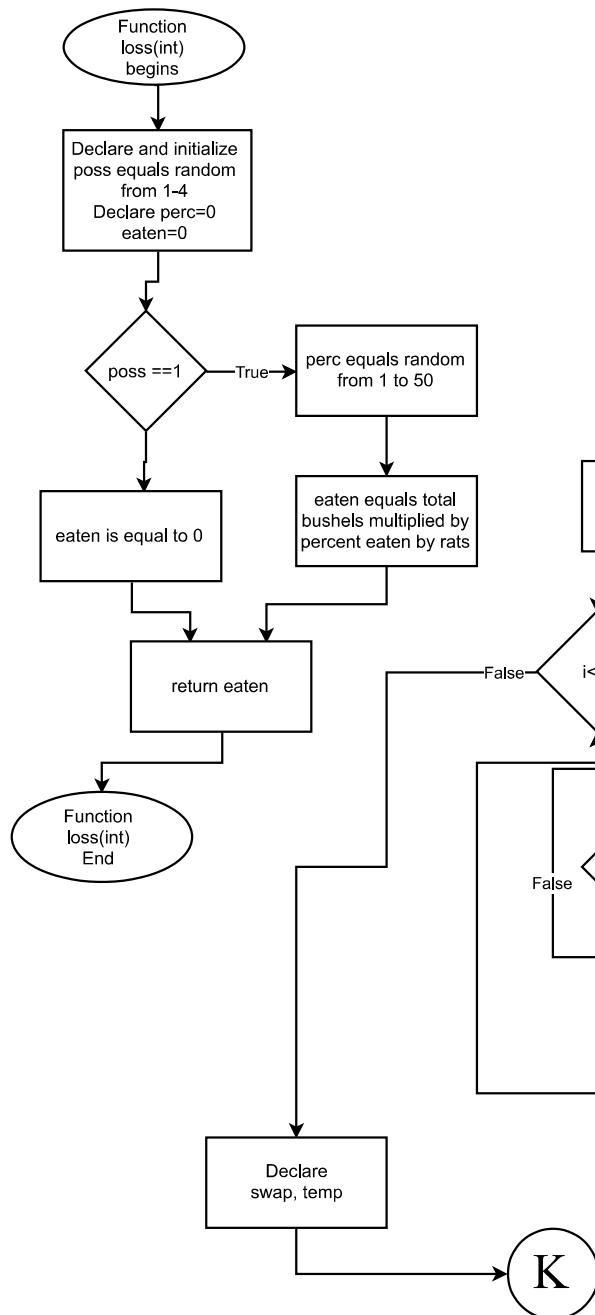 Function
loss(int)
begins
Declare and initialize
poss equals random
from 1-4
Declare perc=0
eaten=0
poss ==1
True
perc equals random
from 1 to 50
eaten is equal to 0
eaten equals total
bushels multiplied by
percent eaten by rats
return eaten
False
i<
Function
loss(int)
End
False
Declare
swap, temp
K